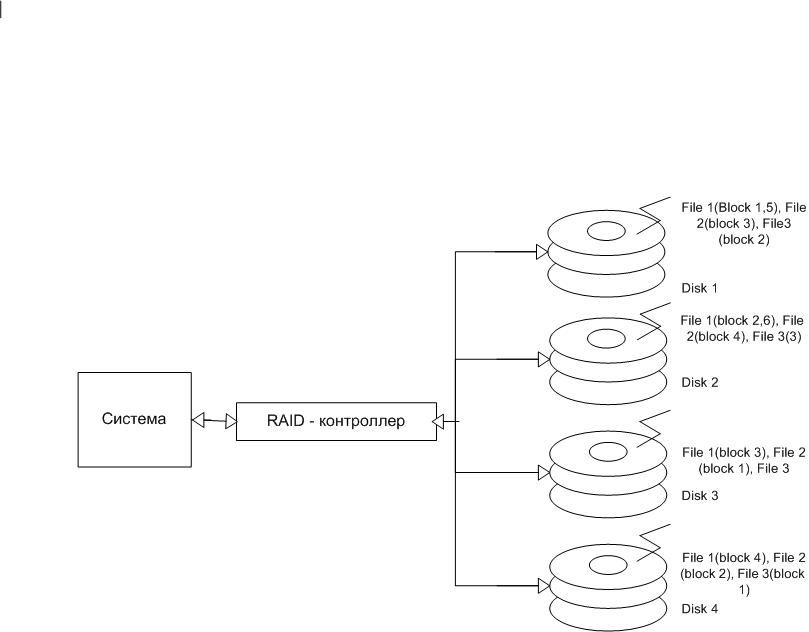 File 1(Block 1,5), File
2(block 3), File3
(block 2)
Disk 1
File 1(block 2,6), File
2(block 4), File 3(3)
Disk 2
Система
RAID - контроллер
File 1(block 3), File 2
(block 1), File 3
Disk 3
File 1(block 4), File 2
(block 2), File 3(block
1)
Disk 4